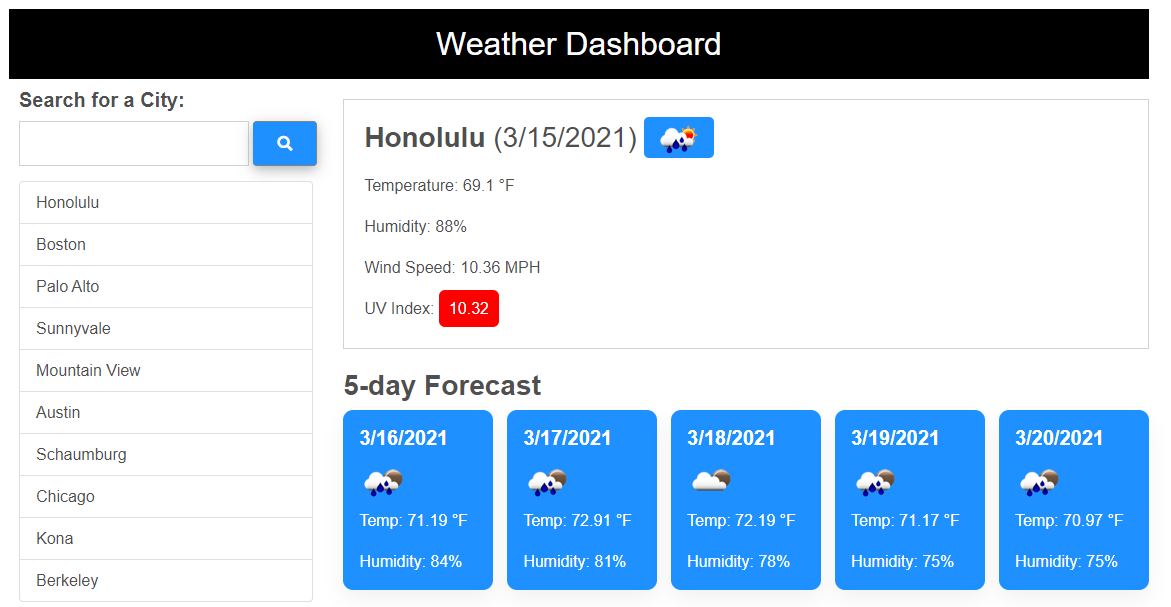 Weather Dashboard
Search for a City:
Honolulu
Boston
Palo Alto
Sunnyvale
Mountain View
Austin
Schaumburg
Chicago
Kona
Berkeley
Honolulu (3/15/2021)
Temperature: 69.1 °F
Humidity: 88%
Wind Speed: 10.36 MPH
UV Index: 10.32
5-day Forecast
3/16/2021
Temp: 71.19 °F
Humidity: 84%
3/17/2021
Temp: 72.91 °F
Humidity: 81%
3/18/2021
Temp: 72.19 °F
Humidity: 78%
3/19/2021
Temp: 71.17 °F
Humidity: 75%
3/20/2021
Temp: 70.97 °F
Humidity: 75%